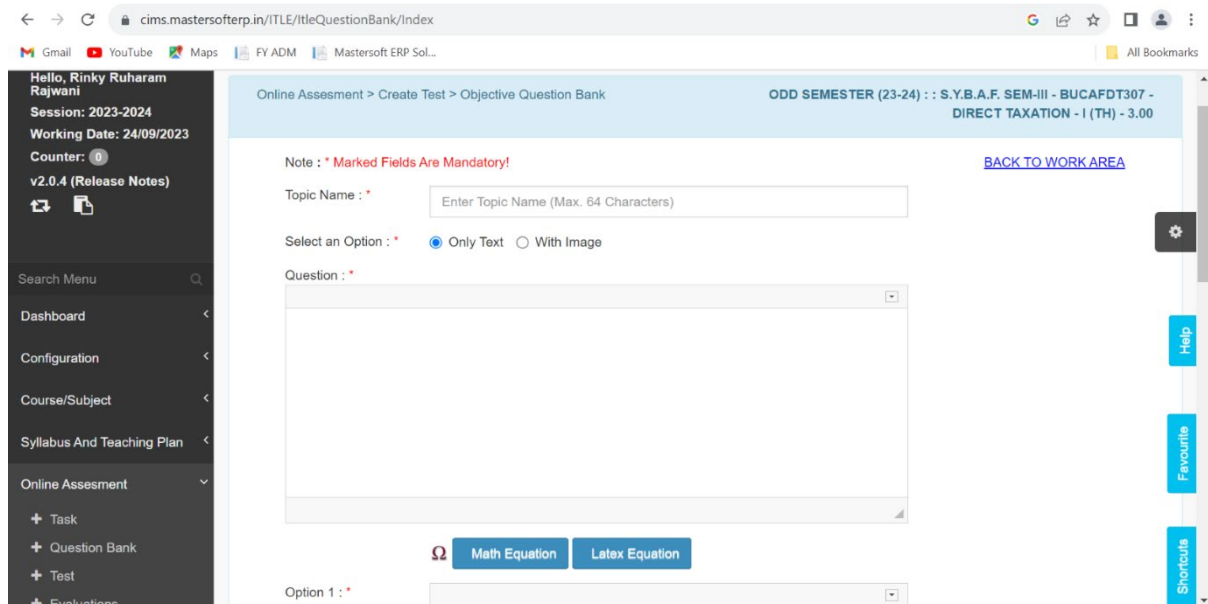 cims.mastersofterp.in/ITLE/ItleQuestionBank/Index
Gmail YouTube Maps FY ADM Mastersoft ERP Sol... All Bookmarks
Hello, Rinky Ruharam
Rajwani
Session: 2023-2024
Working Date: 24/09/2023
Counter: 0
v2.0.4 (Release Notes)
Search Menu
Dashboard
Configuration
Course/Subject
Syllabus And Teaching Plan
Online Assesment
Task
Question Bank
Test
Evaluations
Online Assesment > Create Test > Objective Question Bank
ODD SEMESTER (23-24) : : S.Y.B.A.F. SEM-III - BUCAFDT307 -
DIRECT TAXATION - I (TH) - 3.00
Note : * Marked Fields Are Mandatory!
BACK TO WORK AREA
Topic Name : *
Enter Topic Name (Max. 64 Characters)
Select an Option : * Only Text With Image
Question : *
Ω Math Equation Latex Equation
Option 1 : *
Help
Favourite
Shortcuts